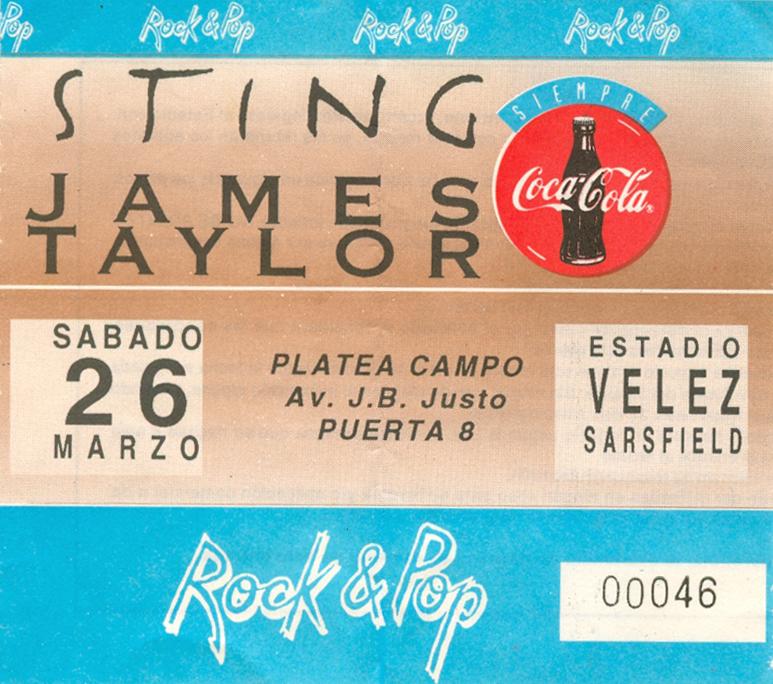 Pop Rock & Pop Rock & Pop Rock & Pop
STING
SIEMPRE
Coca-Cola
JAMES
TAYLOR
SABADO
26
MARZO
PLATEA CAMPO
Av. J.B. Justo
PUERTA 8
ESTADIO
VELEZ
SARSFIELD
Rock & Pop
00046